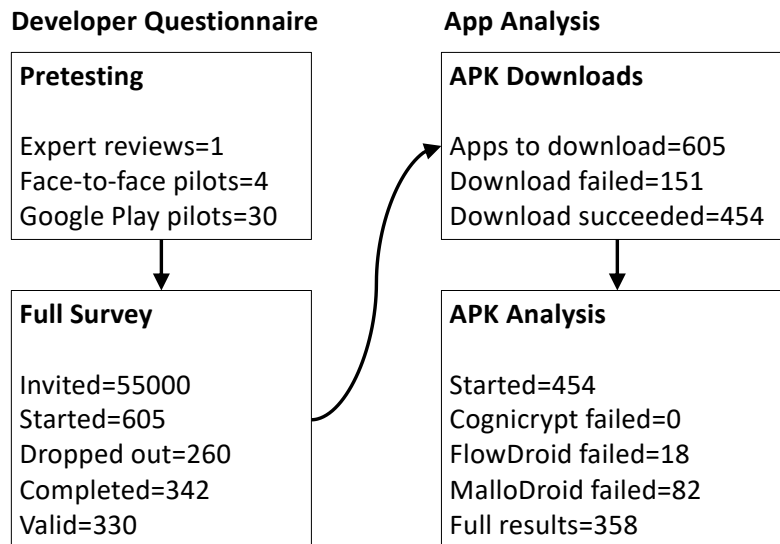 Developer Questionnaire
Pretesting
Expert reviews=1
Face-to-face pilots=4
Google Play pilots=30
Full Survey
Invited=55000
Started=605
Dropped out=260
Completed=342
Valid=330
App Analysis
APK Downloads
Apps to download=605
Download failed=151
Download succeeded=454
APK Analysis
Started=454
Cognicrypt failed=0
FlowDroid failed=18
MalloDroid failed=82
Full results=358